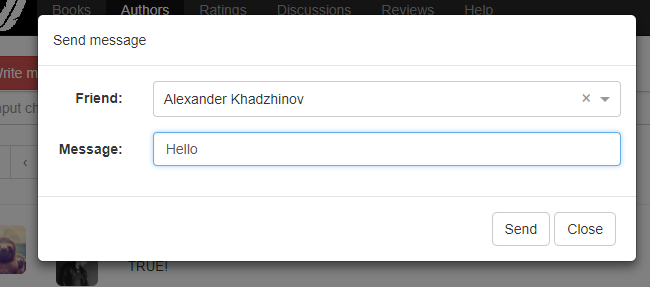 Books Authors Ratings Discussions Reviews Help
Send message
Write m
Friend: Alexander Khadzhinov × 
nput ch
Message: Hello
‹
Send Close
TRUE!